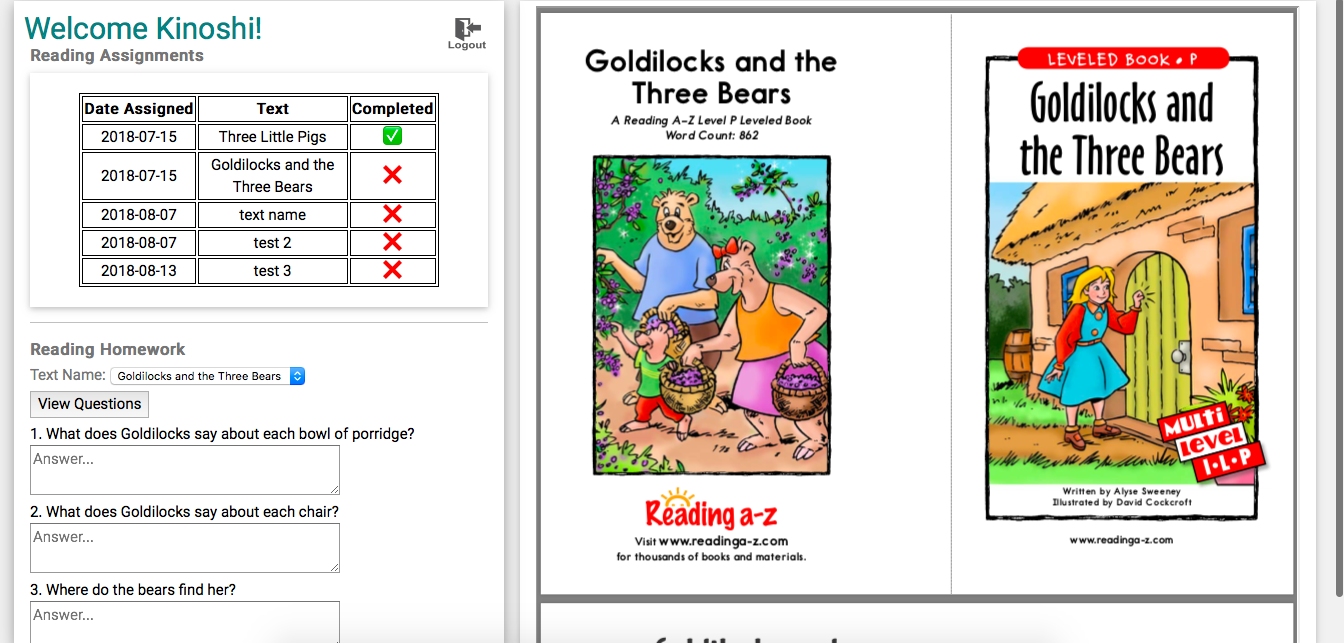 Welcome Kinoshi!
Logout
Reading Assignments
Date Assigned Text Completed
2018-07-15 Three Little Pigs ✅
2018-07-15 Goldilocks and the
Three Bears ❌
2018-08-07 text name ❌
2018-08-07 test 2 ❌
2018-08-13 test 3 ❌
Reading Homework
Text Name: Goldilocks and the Three Bears
View Questions
1. What does Goldilocks say about each bowl of porridge?
Answer...
2. What does Goldilocks say about each chair?
Answer...
3. Where do the bears find her?
Answer...
Goldilocks and the
Three Bears
A Reading A–Z Level P Leveled Book
Word Count: 862
Reading a-z
Visit www.readinga-z.com
for thousands of books and materials.
LEVELED BOOK • P
Goldilocks and
the Three Bears
MULTi
level
I•L•P
Written by Alyse Sweeney
Illustrated by David Cockcroft
www.readinga-z.com